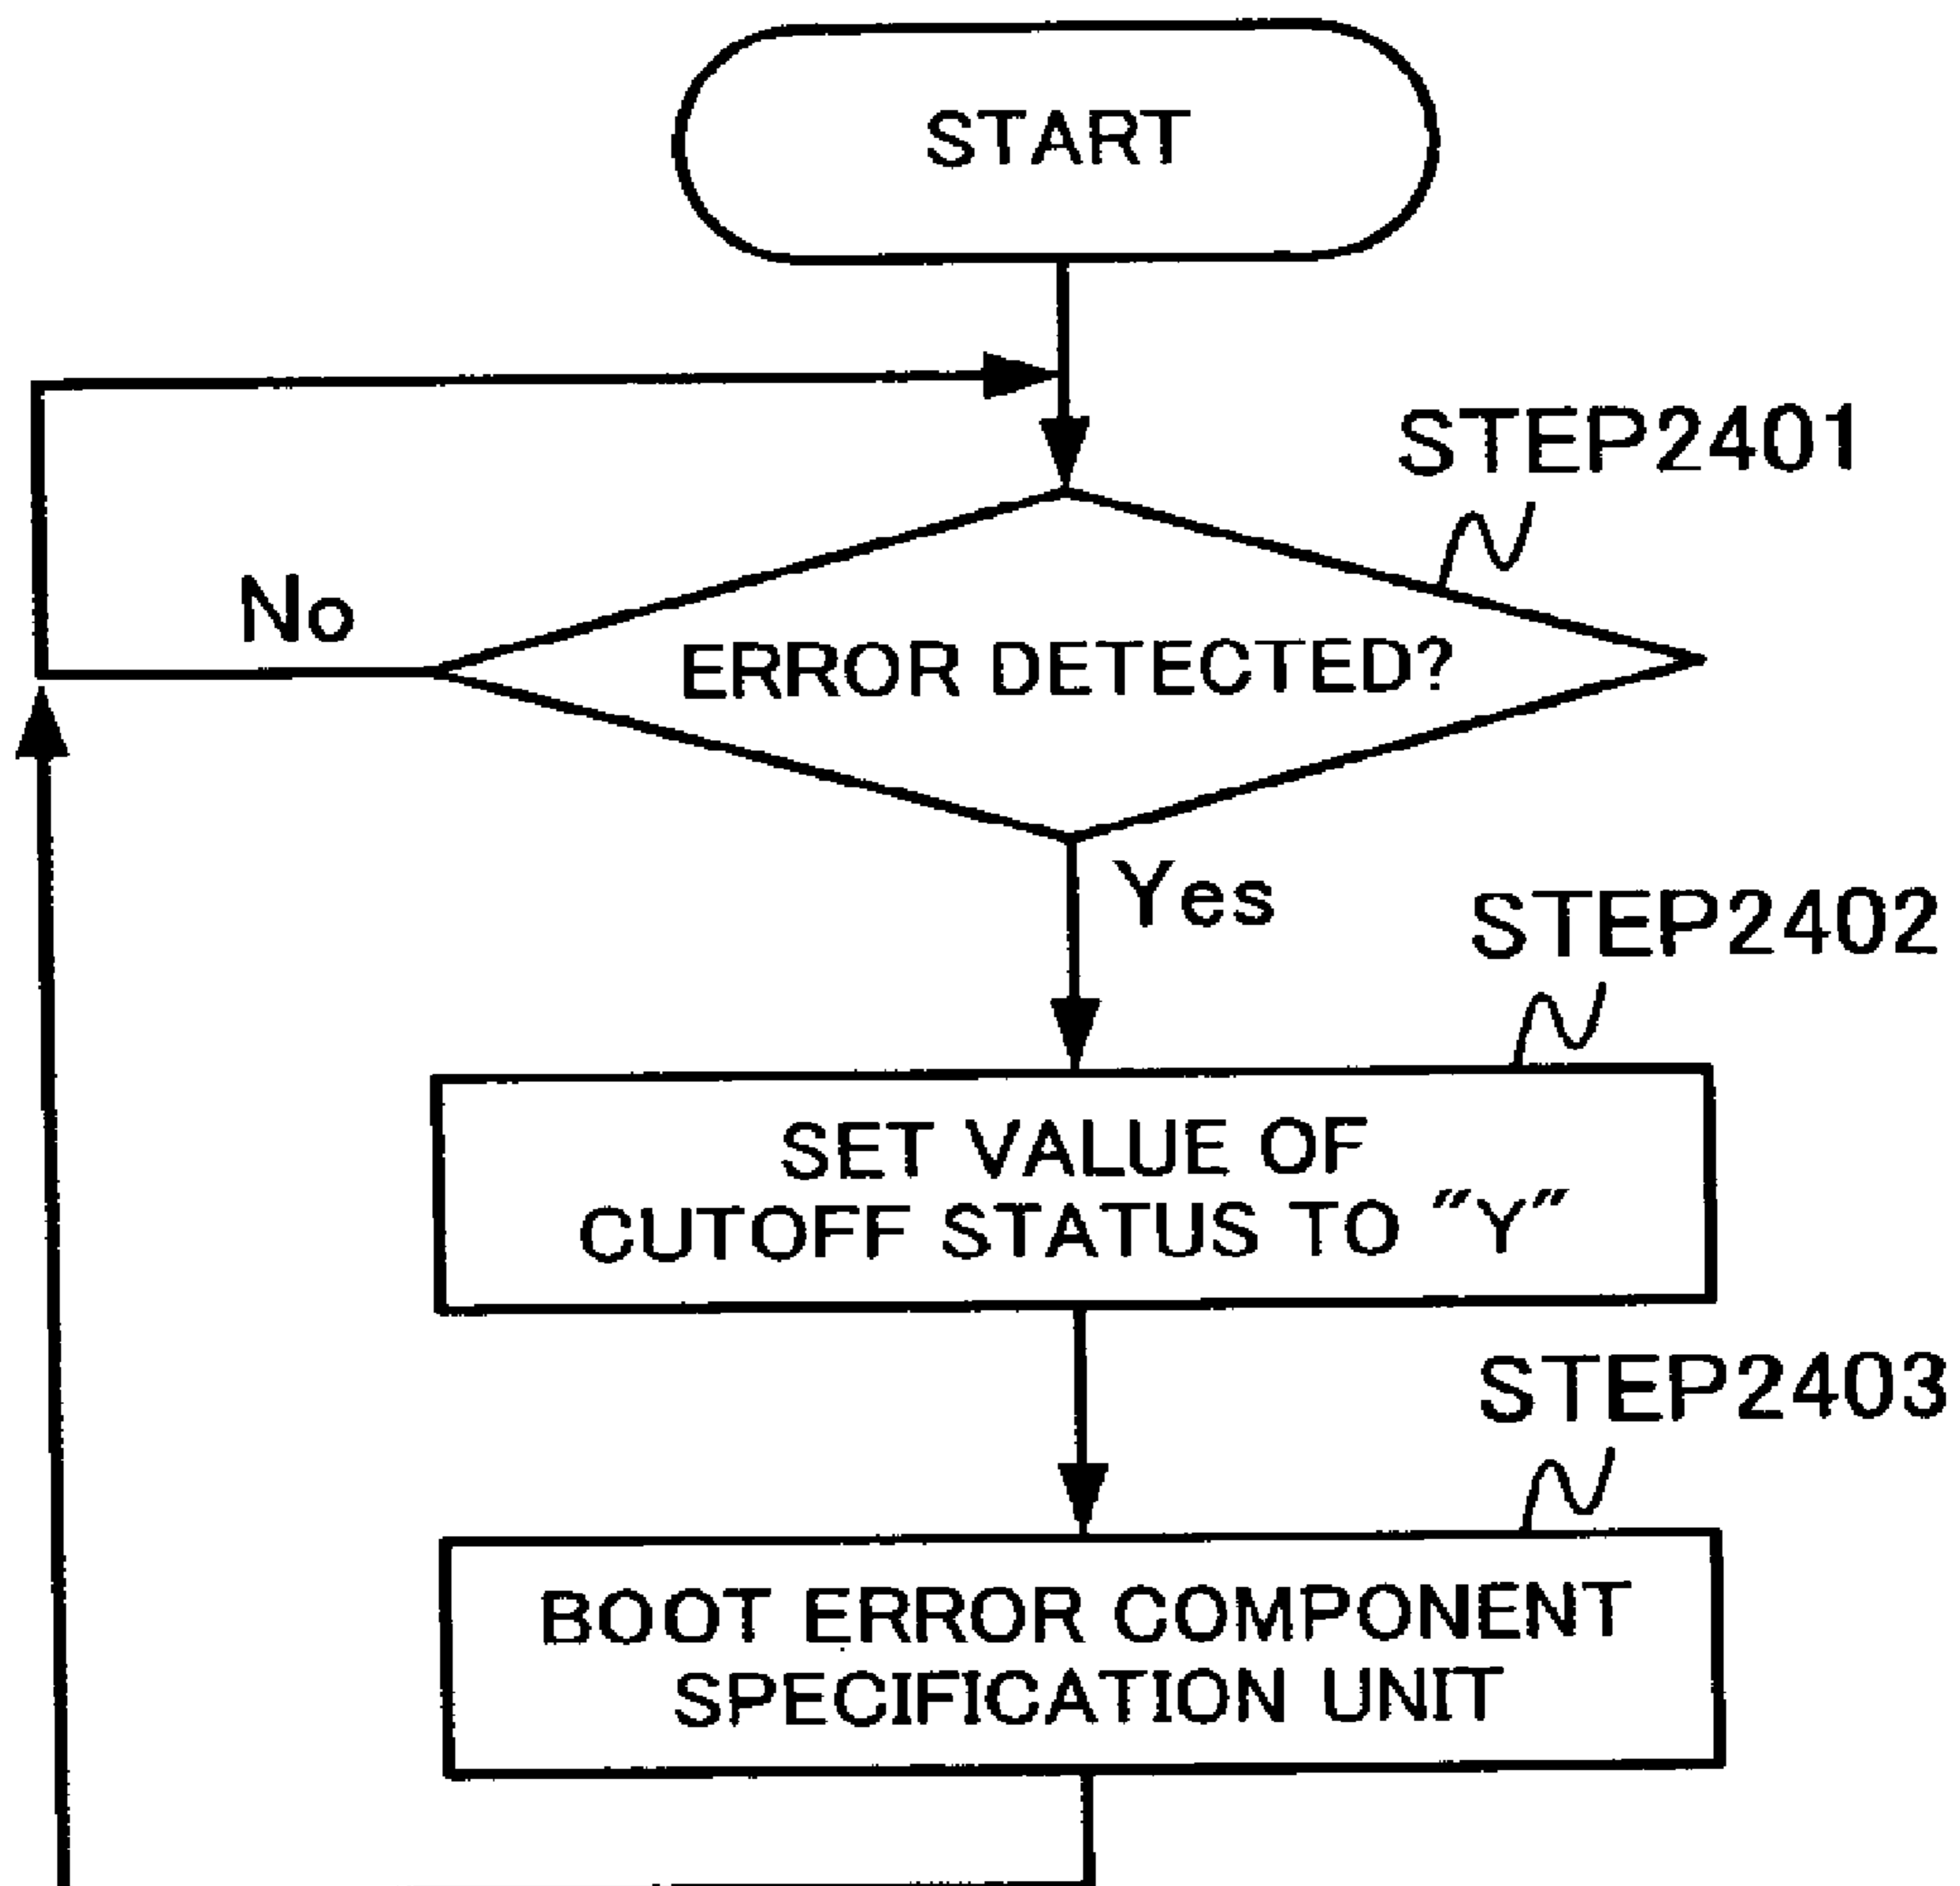 START
STEP2401
No
ERROR DETECTED?
Yes
STEP2402
SET VALUE OF
CUTOFF STATUS TO "Y"
STEP2403
BOOT ERROR COMPONENT
SPECIFICATION UNIT